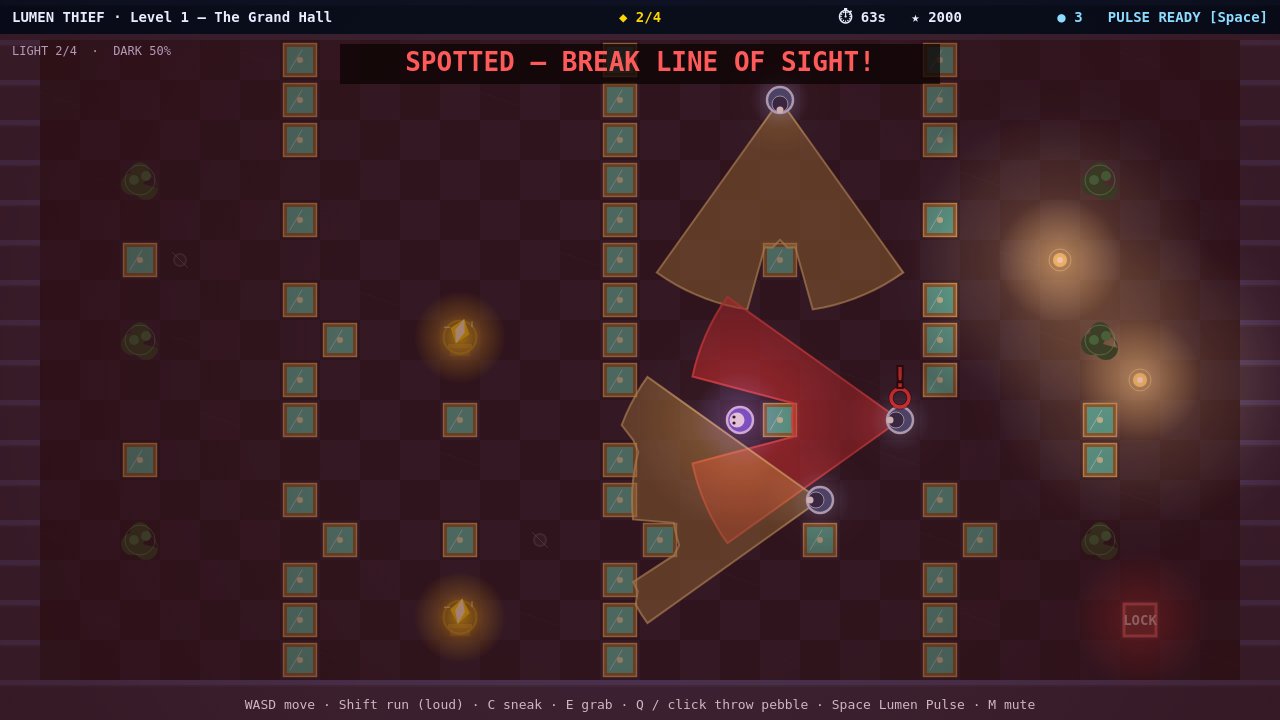 LUMEN THIEF · Level 1 — The Grand Hall
◆ 2/4
⏱ 63s ★ 2000
● 3 PULSE READY [Space]
LIGHT 2/4 · DARK 50%
SPOTTED — BREAK LINE OF SIGHT!
!
LOCK
WASD move · Shift run (loud) · C sneak · E grab · Q / click throw pebble · Space Lumen Pulse · M mute